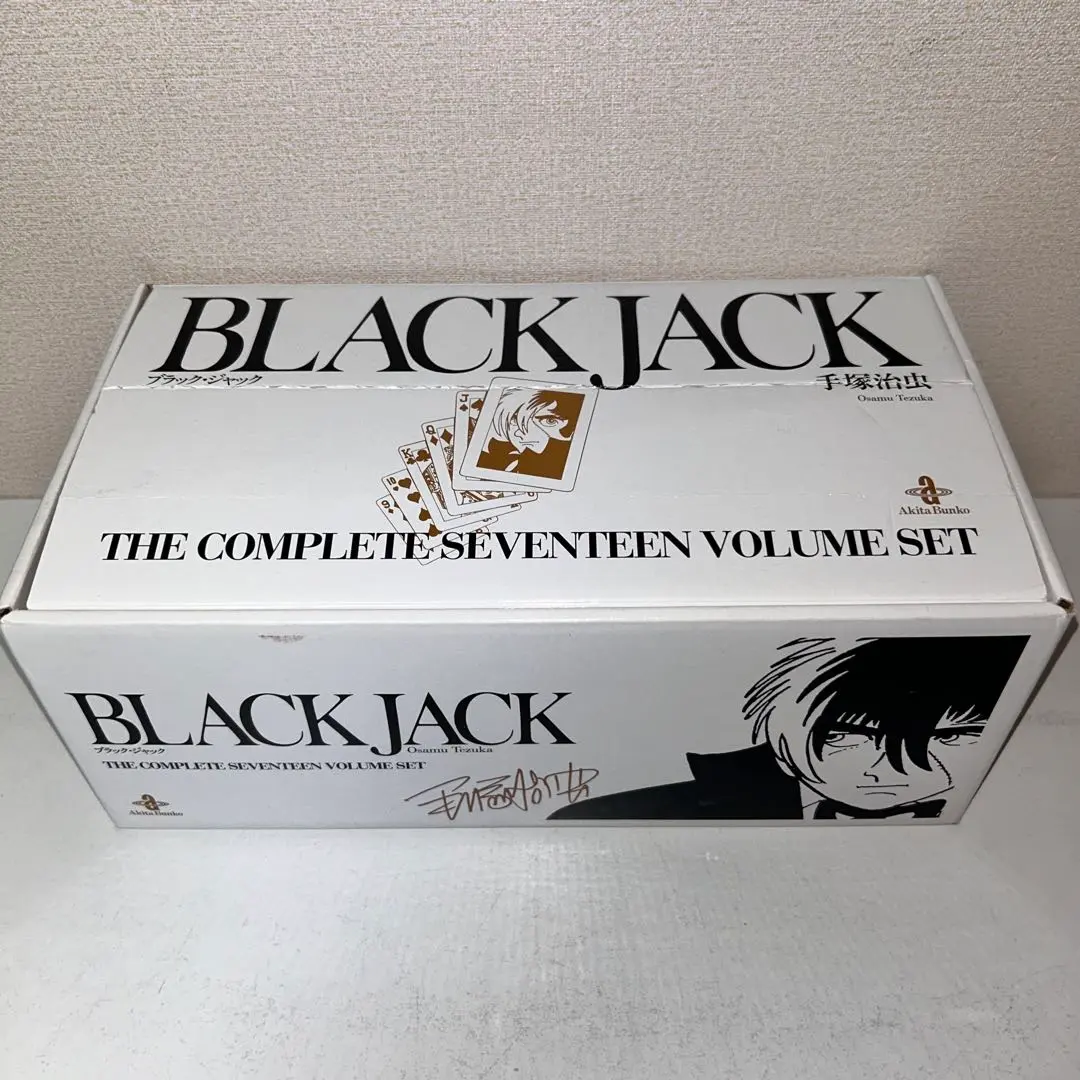 BLACK JACK
ブラック・ジャック
手塚治虫
Osamu Tezuka
J
Q
K
10
9
a
Akita Bunko
THE COMPLETE SEVENTEEN VOLUME SET
BLACK JACK
ブラック・ジャック
Osamu Tezuka
THE COMPLETE SEVENTEEN VOLUME SET
手塚治虫
a
Akita Bunko